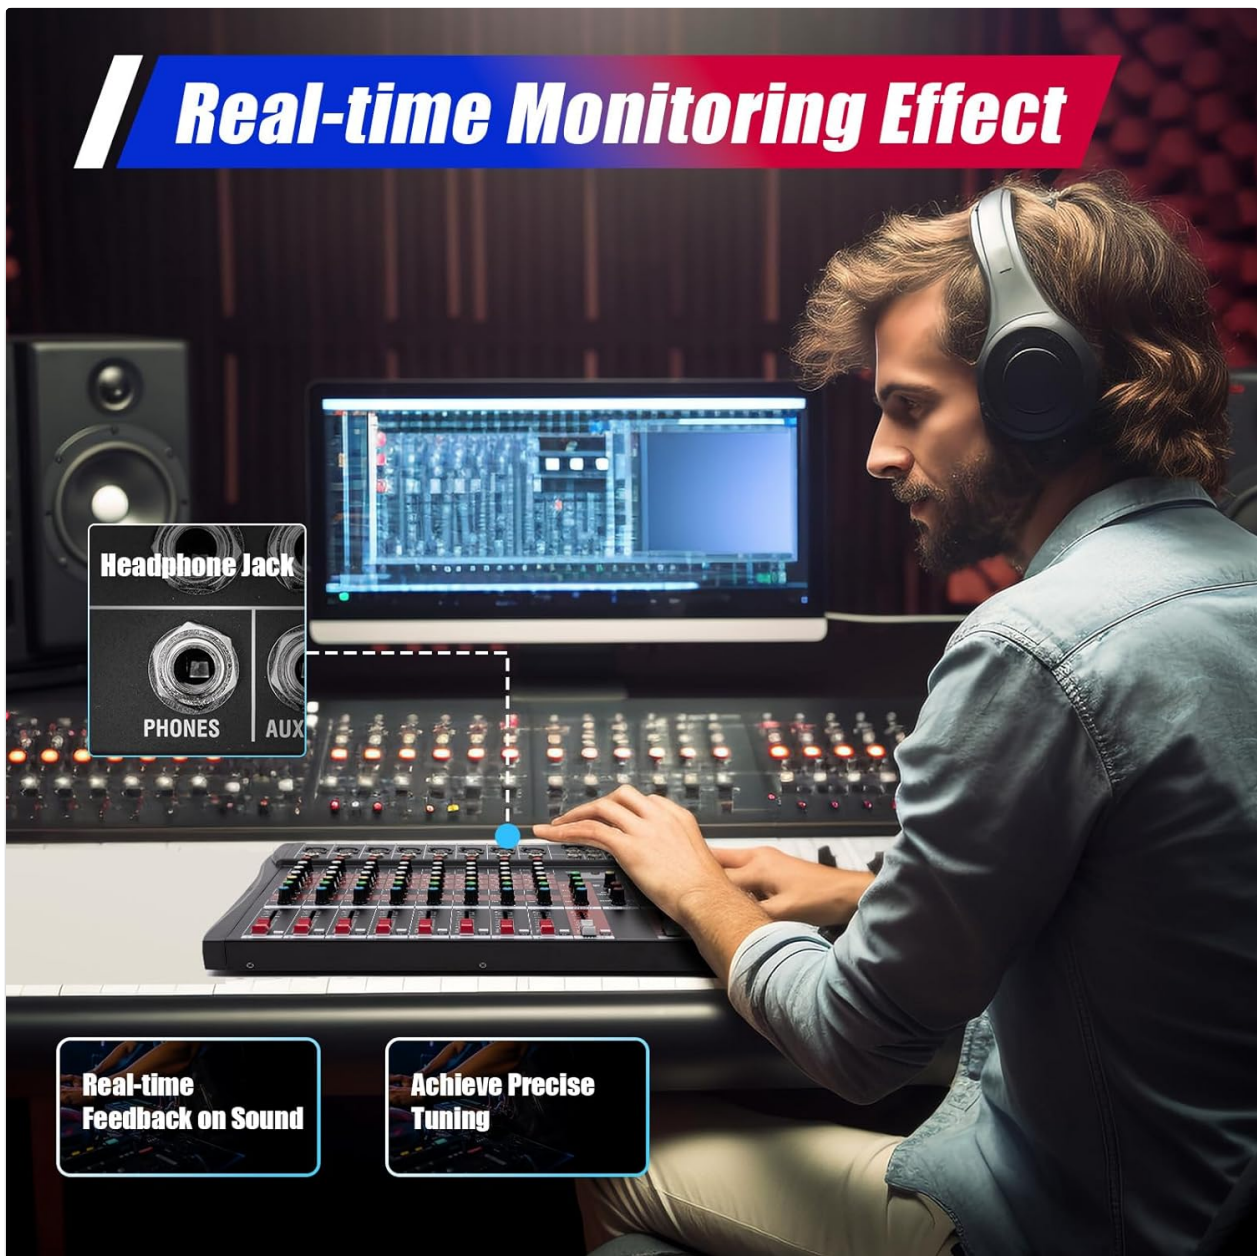 Real-time Monitoring Effect
Headphone Jack
PHONES
AUX
Real-time
Feedback on Sound
Achieve Precise
Tuning